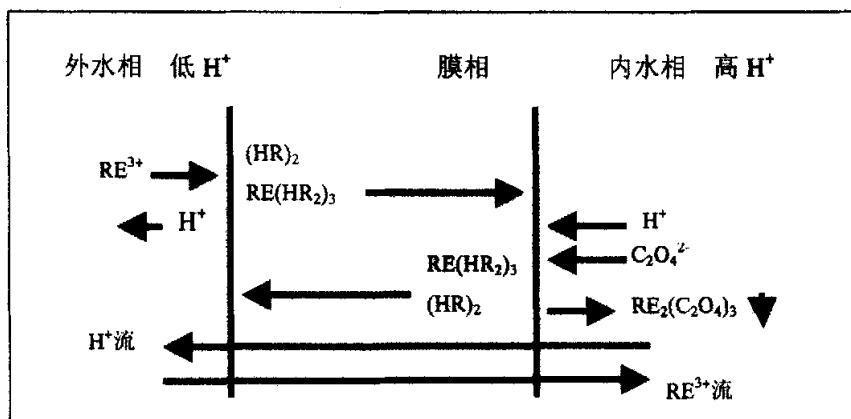 外水相 低 H⁺ 膜相 内水相 高 H⁺
(HR)₂
RE³⁺
RE(HR₂)₃
H⁺ H⁺
C₂O₄²⁻
RE(HR₂)₃
(HR)₂ RE₂(C₂O₄)₃
H⁺流
RE³⁺流